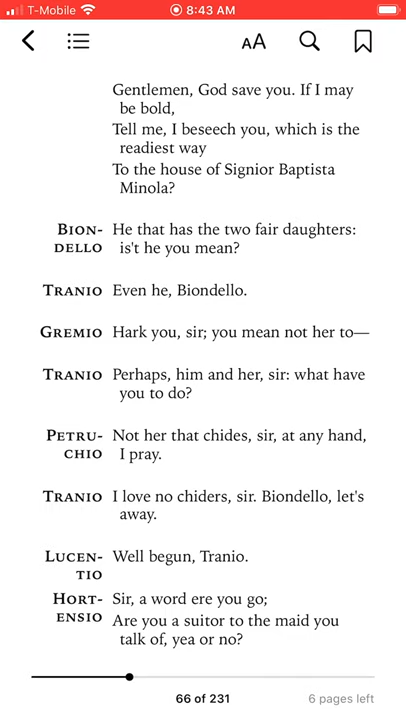 T-Mobile 8:43 AM
AA
Gentlemen, God save you. If I may
be bold,
Tell me, I beseech you, which is the
readiest way
To the house of Signior Baptista
Minola?
BION- He that has the two fair daughters:
DELLO is't he you mean?
TRANIO Even he, Biondello.
GREMIO Hark you, sir; you mean not her to—
TRANIO Perhaps, him and her, sir: what have
you to do?
PETRU- Not her that chides, sir, at any hand,
CHIO I pray.
TRANIO I love no chiders, sir. Biondello, let's
away.
LUCEN- Well begun, Tranio.
TIO
HORT- Sir, a word ere you go;
ENSIO Are you a suitor to the maid you
talk of, yea or no?
66 of 231 6 pages left